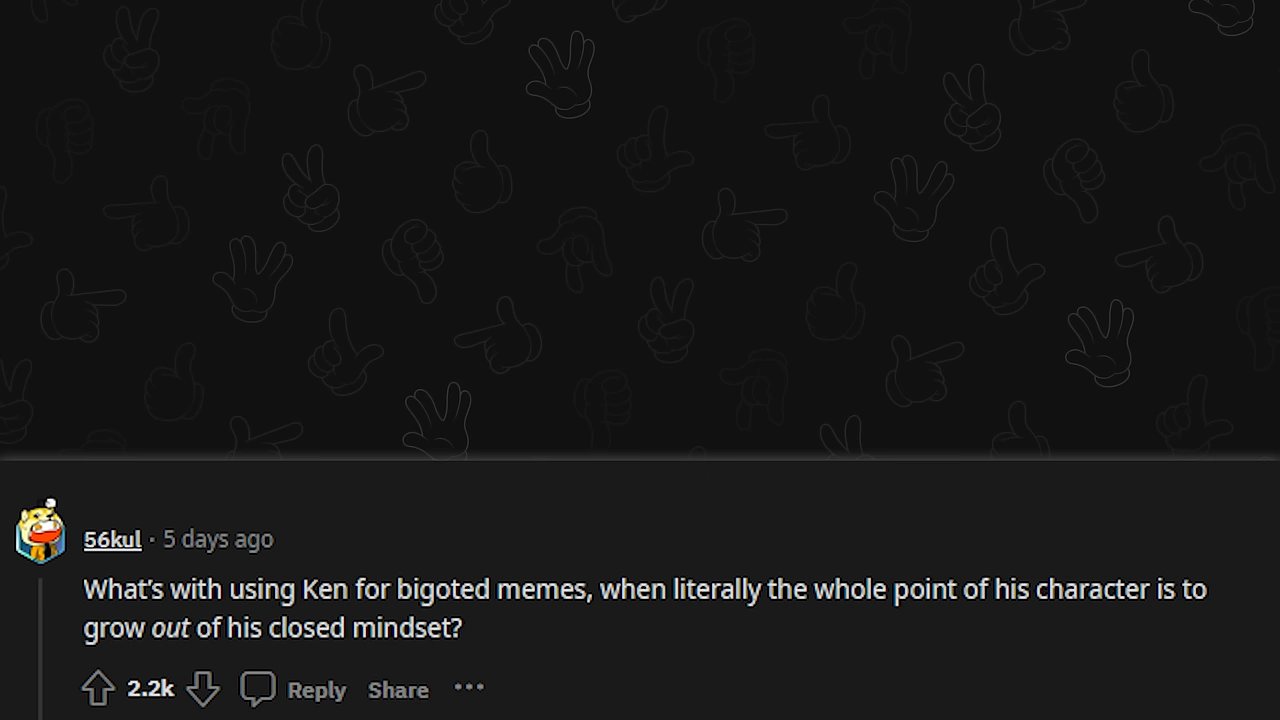 56kul · 5 days ago
What's with using Ken for bigoted memes, when literally the whole point of his character is to
grow out of his closed mindset?
2.2k Reply Share ···